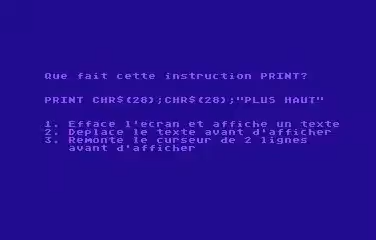 Que fait cette instruction PRINT?
PRINT CHR$(28);CHR$(28);"PLUS HAUT"
1. Efface l'ecran et affiche un texte
2. Deplace le texte avant d'afficher
3. Remonte le curseur de 2 lignes
avant d'afficher